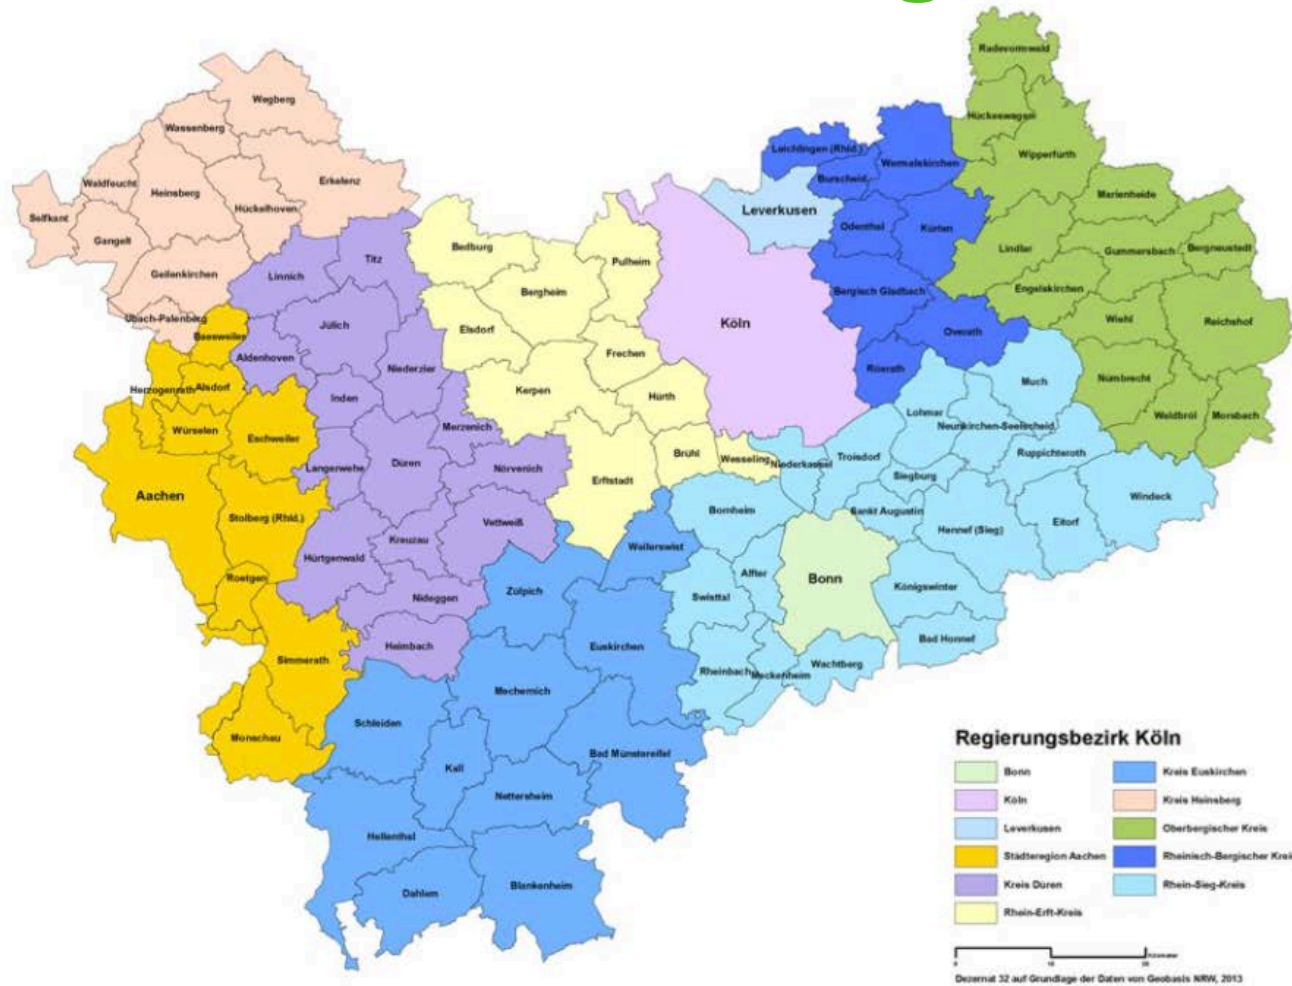 Radevormwald
Wegberg
Hückeswagen
Wassenberg
Leichlingen (Rhld.)
Wermelskirchen
Wipperfürth
Burscheid
Erkelenz
Waldfeucht
Heinsberg
Marienheide
Hückelhoven
Leverkusen
Selfkant
Odenthal
Kürten
Gangelt
Bedburg
Lindlar
Gummersbach
Bergneustadt
Titz
Pulheim
Geilenkirchen
Linnich
Bergheim
Engelskirchen
Bergisch Gladbach
Übach-Palenberg
Jülich
Köln
Wiehl
Reichshof
Elsdorf
Overath
Baesweiler
Aldenhoven
Frechen
Niederzier
Rösrath
Nümbrecht
Herzogenrath
Alsdorf
Kerpen
Much
Inden
Hürth
Lohmar
Waldbröl
Morsbach
Würselen
Merzenich
Neunkirchen-Seelscheid
Eschweiler
Brühl
Wesseling
Ruppichteroth
Langerwehe
Düren
Nörvenich
Niederkassel
Troisdorf
Siegburg
Aachen
Erftstadt
Windeck
Bornheim
Sankt Augustin
Stolberg (Rhld.)
Vettweiß
Hennef (Sieg)
Eitorf
Kreuzau
Weilerswist
Hürtgenwald
Alfter
Bonn
Roetgen
Zülpich
Königswinter
Nideggen
Swisttal
Bad Honnef
Heimbach
Euskirchen
Simmerath
Rheinbach
Meckenheim
Wachtberg
Mechernich
Schleiden
Monschau
Bad Münstereifel
Kall
Nettersheim
Hellenthal
Dahlem
Blankenheim
Regierungsbezirk Köln
Bonn
Köln
Leverkusen
Städteregion Aachen
Kreis Düren
Rhein-Erft-Kreis
Kreis Euskirchen
Kreis Heinsberg
Oberbergischer Kreis
Rheinisch-Bergischer Kreis
Rhein-Sieg-Kreis
Kilometer
Dezernat 32 auf Grundlage der Daten von Geobasis NRW, 2013